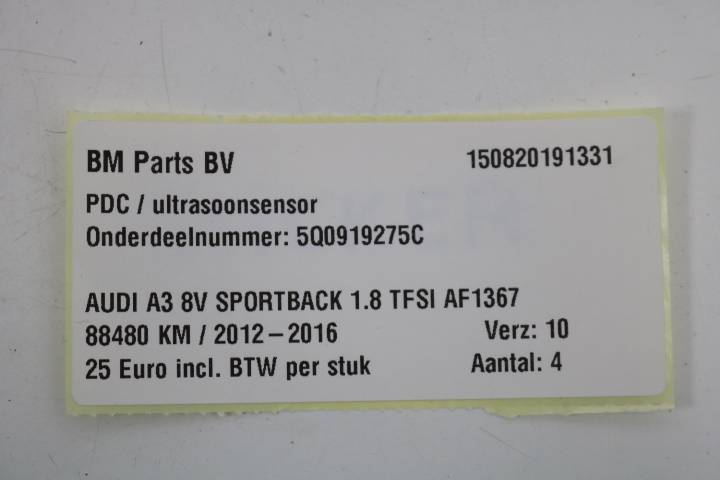 BM Parts BV 150820191331
PDC / ultrasoonsensor
Onderdeelnummer: 5Q0919275C
AUDI A3 8V SPORTBACK 1.8 TFSI AF1367
88480 KM / 2012-2016 Verz: 10
25 Euro incl. BTW per stuk Aantal: 4